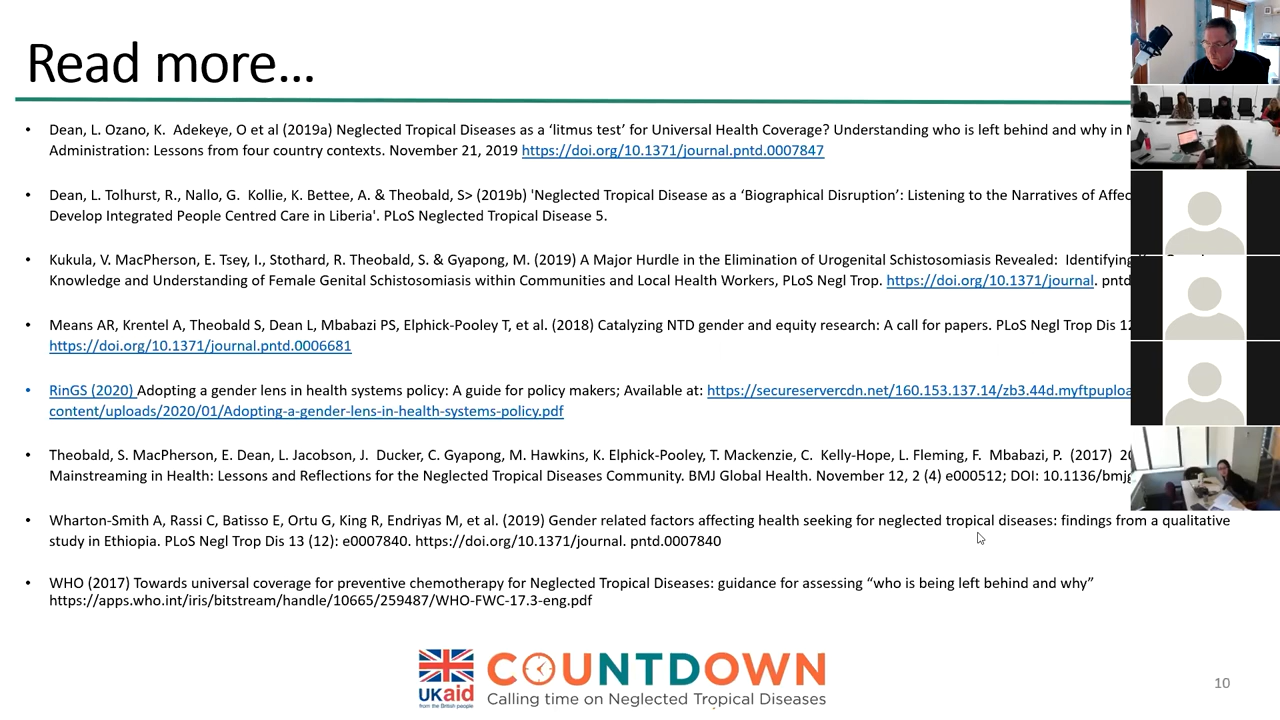 Read more...
• Dean, L. Ozano, K.  Adekeye, O et al (2019a) Neglected Tropical Diseases as a ‘litmus test’ for Universal Health Coverage? Understanding who is left behind and why in
Administration: Lessons from four country contexts. November 21, 2019 https://doi.org/10.1371/journal.pntd.0007847
• Dean, L. Tolhurst, R., Nallo, G.  Kollie, K. Bettee, A. & Theobald, S> (2019b) 'Neglected Tropical Disease as a ‘Biographical Disruption’: Listening to the Narratives of
Develop Integrated People Centred Care in Liberia'. PLoS Neglected Tropical Disease 5.
• Kukula, V. MacPherson, E. Tsey, I., Stothard, R. Theobald, S. & Gyapong, M. (2019) A Major Hurdle in the Elimination of Urogenital Schistosomiasis Revealed:  Identifying
Knowledge and Understanding of Female Genital Schistosomiasis within Communities and Local Health Workers, PLoS Negl Trop. https://doi.org/10.1371/journal. pntd
• Means AR, Krentel A, Theobald S, Dean L, Mbabazi PS, Elphick-Pooley T, et al. (2018) Catalyzing NTD gender and equity research: A call for papers. PLoS Negl Trop Dis
https://doi.org/10.1371/journal.pntd.0006681
• RinGS (2020) Adopting a gender lens in health systems policy: A guide for policy makers; Available at: https://secureservercdn.net/160.153.137.14/zb3.44d.myftpuploa
content/uploads/2020/01/Adopting-a-gender-lens-in-health-systems-policy.pdf
• Theobald, S. MacPherson, E. Dean, L. Jacobson, J.  Ducker, C. Gyapong, M. Hawkins, K. Elphick-Pooley, T. Mackenzie, C.  Kelly-Hope, L. Fleming, F.  Mbabazi, P.  (2017)
Mainstreaming in Health: Lessons and Reflections for the Neglected Tropical Diseases Community. BMJ Global Health. November 12, 2 (4) e000512; DOI: 10.1136/bmj
• Wharton-Smith A, Rassi C, Batisso E, Ortu G, King R, Endriyas M, et al. (2019) Gender related factors affecting health seeking for neglected tropical diseases: findings from a qualitative
study in Ethiopia. PLoS Negl Trop Dis 13 (12): e0007840. https://doi.org/10.1371/journal. pntd.0007840
• WHO (2017) Towards universal coverage for preventive chemotherapy for Neglected Tropical Diseases: guidance for assessing “who is being left behind and why”
https://apps.who.int/iris/bitstream/handle/10665/259487/WHO-FWC-17.3-eng.pdf
UKaid
from the British people
COUNTDOWN
Calling time on Neglected Tropical Diseases
10